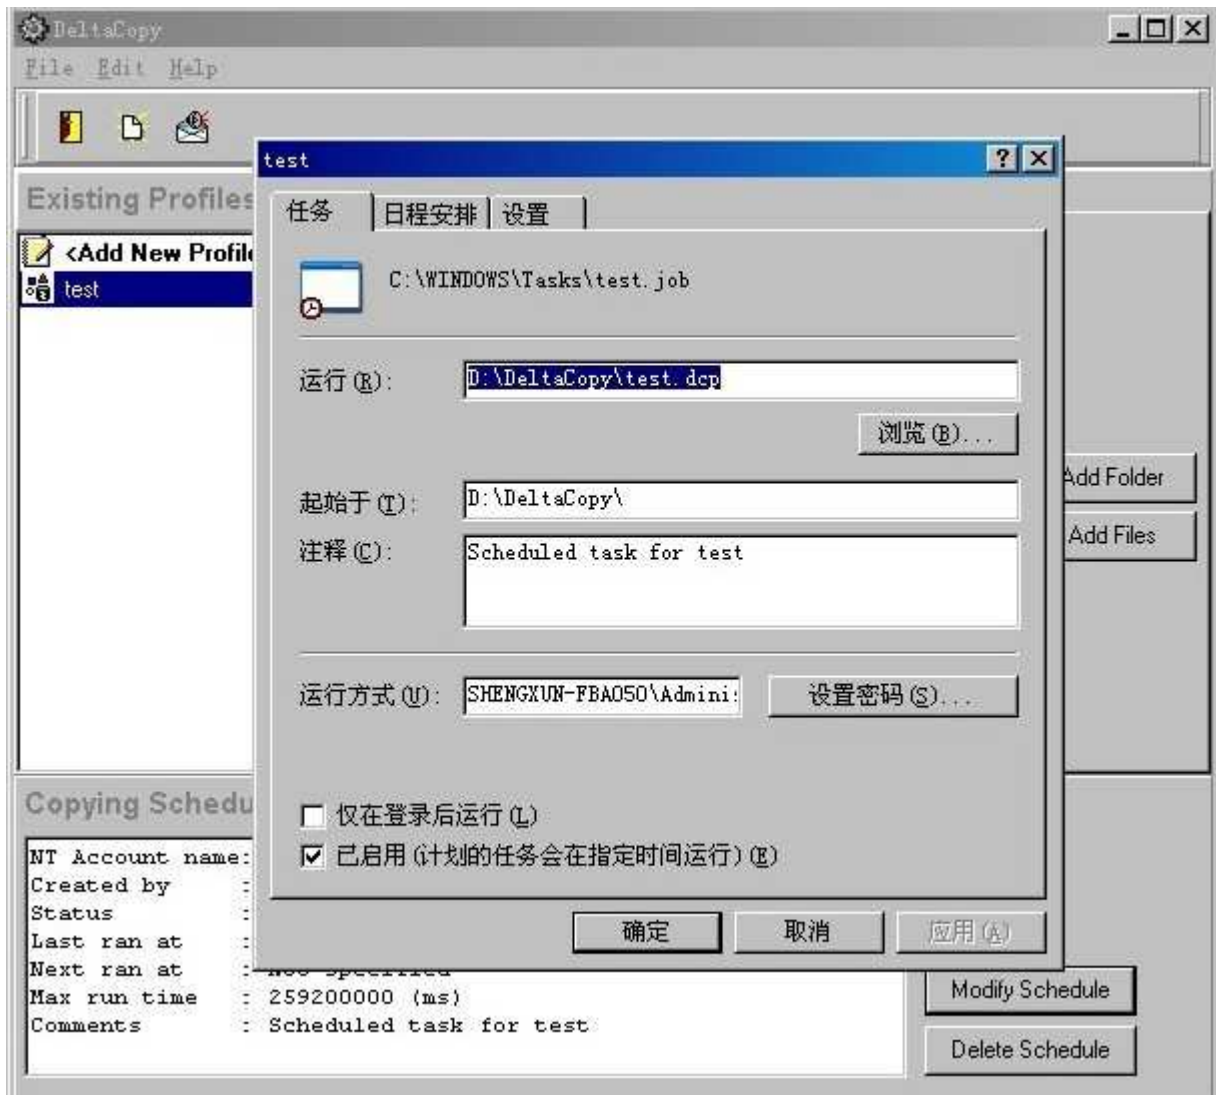 DeltaCopy
File Edit Help
test
Existing Profiles
任务 日程安排 设置
<Add New Profile
test
C:\WINDOWS\Tasks\test.job
运行(R): D:\DeltaCopy\test.dcp
浏览(B)...
Add Folder
起始于(T): D:\DeltaCopy\
Add Files
注释(C): Scheduled task for test
运行方式(U): SHENGXUN-FBA050\Admini
设置密码(S)...
Copying Schedu
仅在登录后运行(L)
已启用(计划的任务会在指定时间运行)(E)
NT Account name:
Created by :
Status :
确定 取消 应用(A)
Last ran at :
Next ran at : Not specified
Max run time : 259200000 (ms)
Comments : Scheduled task for test
Modify Schedule
Delete Schedule